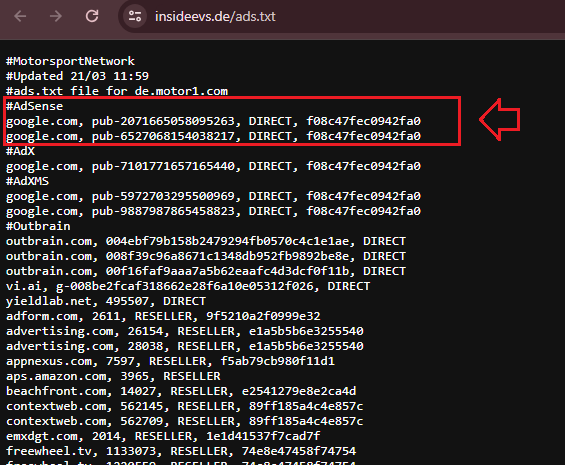 insideevs.de/ads.txt
#MotorsportNetwork
#Updated 21/03 11:59
#ads.txt file for de.motor1.com
#AdSense
google.com, pub-2071665058095263, DIRECT, f08c47fec0942fa0
google.com, pub-6527068154038217, DIRECT, f08c47fec0942fa0
#AdX
google.com, pub-7101771657165440, DIRECT, f08c47fec0942fa0
#AdXMS
google.com, pub-5972703295500969, DIRECT, f08c47fec0942fa0
google.com, pub-9887987865458823, DIRECT, f08c47fec0942fa0
#Outbrain
outbrain.com, 004ebf79b158b2479294fb0570c4c1e1ae, DIRECT
outbrain.com, 008f39c96a8671c1348db952fb9892be8e, DIRECT
outbrain.com, 00f16faf9aaa7a5b62eaafc4d3dcf0f11b, DIRECT
vi.ai, g-008be2fcaf318662e28f6a10e05312f026, DIRECT
yieldlab.net, 495507, DIRECT
adform.com, 2611, RESELLER, 9f5210a2f0999e32
advertising.com, 26154, RESELLER, e1a5b5b6e3255540
advertising.com, 28038, RESELLER, e1a5b5b6e3255540
appnexus.com, 7597, RESELLER, f5ab79cb980f11d1
aps.amazon.com, 3965, RESELLER
beachfront.com, 14027, RESELLER, e2541279e8e2ca4d
contextweb.com, 562145, RESELLER, 89ff185a4c4e857c
contextweb.com, 562709, RESELLER, 89ff185a4c4e857c
emxdgt.com, 2014, RESELLER, 1e1d41537f7cad7f
freewheel.tv, 1133073, RESELLER, 74e8e47458f74754